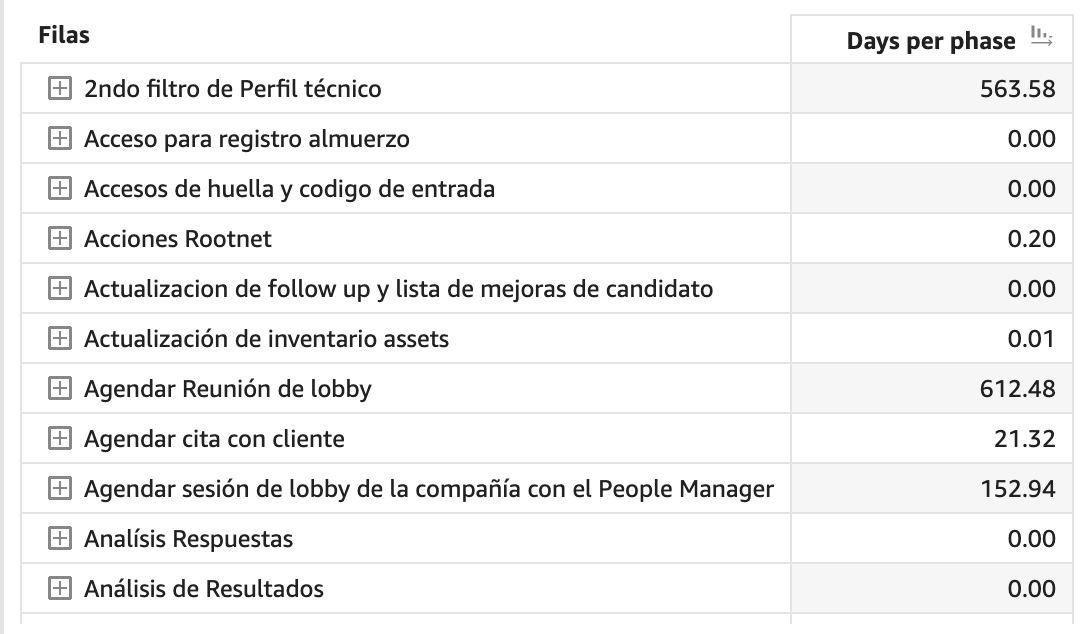 Filas Days per phase
2ndo filtro de Perfil técnico 563.58
Acceso para registro almuerzo 0.00
Accesos de huella y codigo de entrada 0.00
Acciones Rootnet 0.20
Actualizacion de follow up y lista de mejoras de candidato 0.00
Actualización de inventario assets 0.01
Agendar Reunión de lobby 612.48
Agendar cita con cliente 21.32
Agendar sesión de lobby de la compañía con el People Manager 152.94
Analísis Respuestas 0.00
Análisis de Resultados 0.00